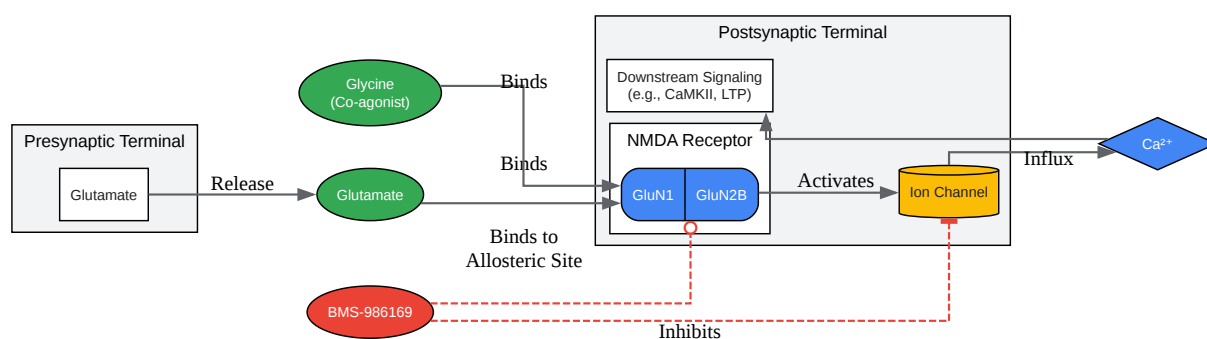 Postsynaptic Terminal
Downstream Signaling
(e.g., CaMKII, LTP)
Glycine
(Co-agonist)
Binds
Presynaptic Terminal
NMDA Receptor
Ca²⁺
Binds
Influx
Glutamate
Release
Glutamate
GluN1
GluN2B
Activates
Ion Channel
Binds to
Allosteric Site
BMS-986169
Inhibits